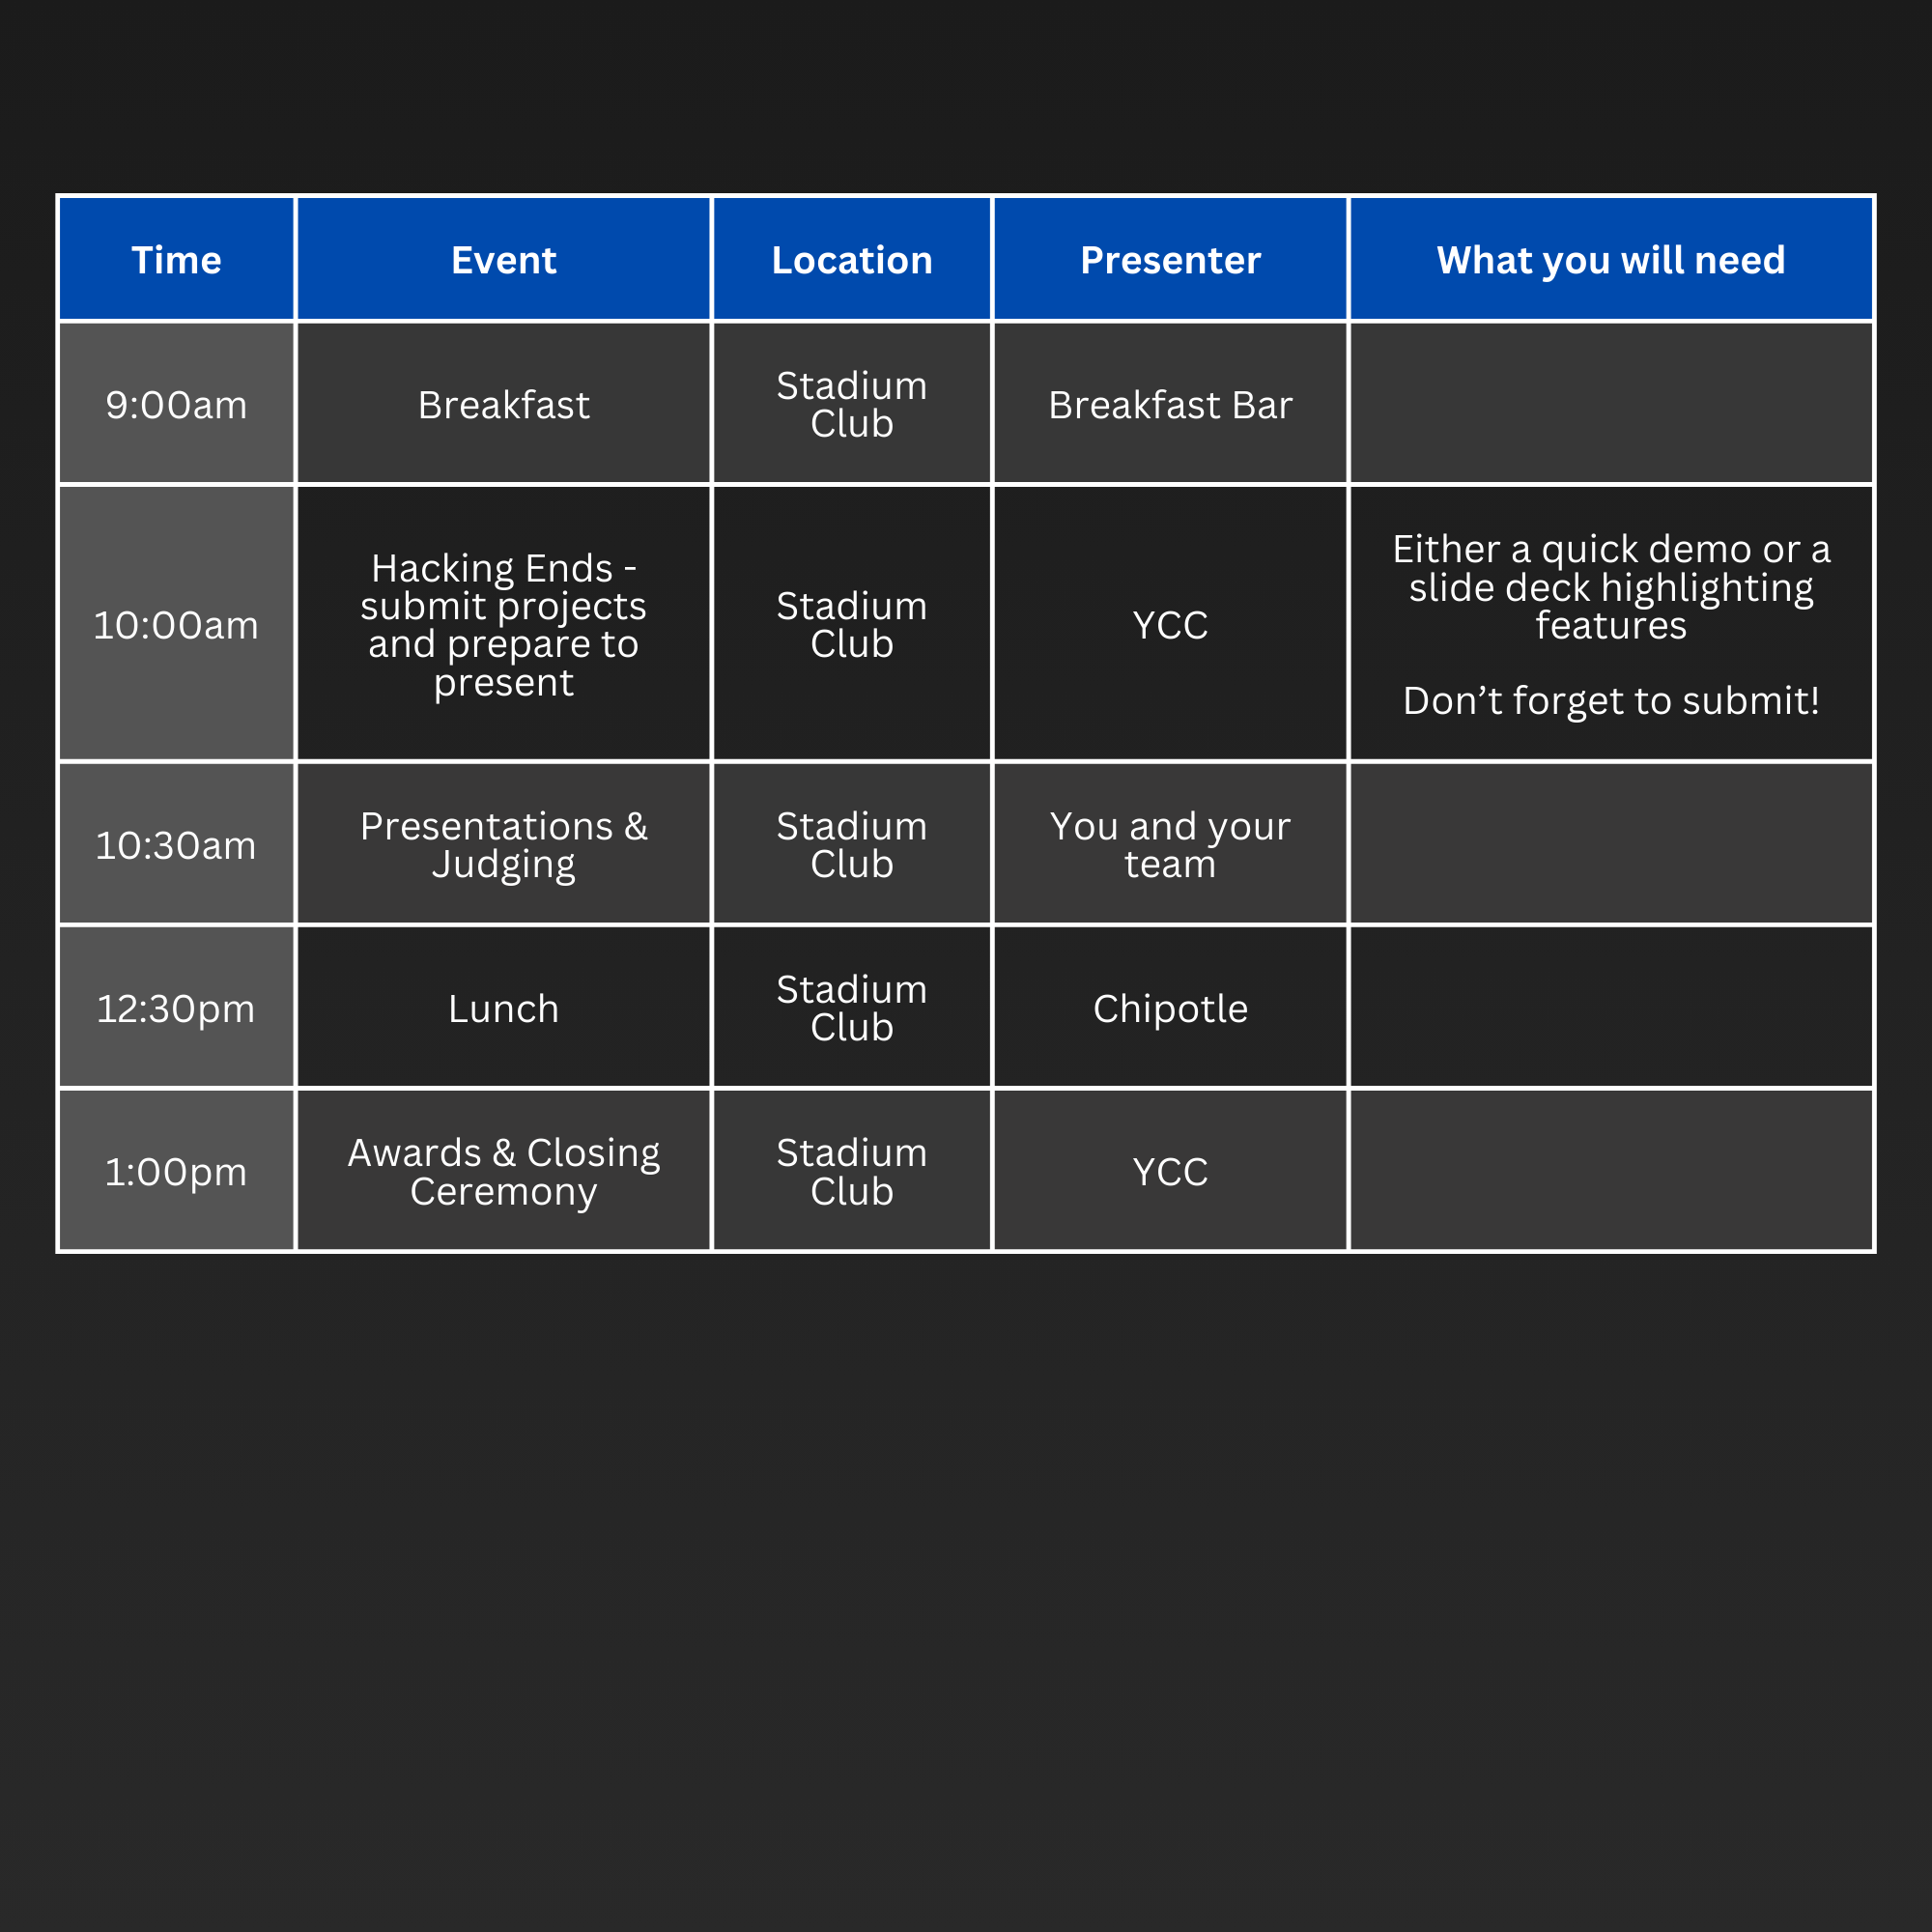 Time Event Location Presenter What you will need
9:00am Breakfast Stadium Club Breakfast Bar
10:00am
Hacking Ends -
submit projects
and prepare to
present
Stadium
Club
YCC
Either a quick demo or a
slide deck highlighting
features
Don’t forget to submit!
10:30am
Presentations &
Judging
Stadium
Club
You and your
team
12:30pm
Lunch
Stadium
Club
Chipotle
1:00pm
Awards & Closing
Ceremony
Stadium
Club
YCC